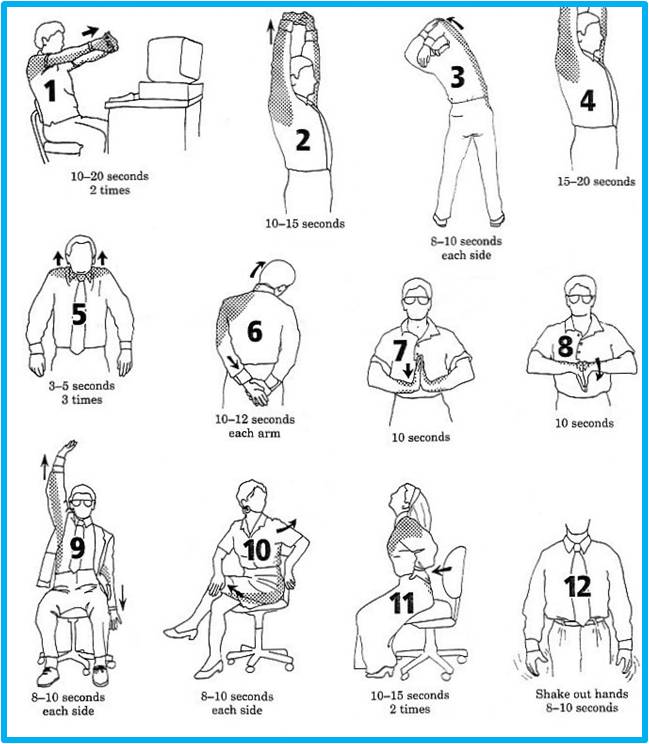 1
10–20 seconds
2 times
2
10–15 seconds
3
8–10 seconds
each side
4
15–20 seconds
5
3–5 seconds
3 times
6
10–12 seconds
each arm
7
10 seconds
8
10 seconds
9
8–10 seconds
each side
10
8–10 seconds
each side
11
10–15 seconds
2 times
12
Shake out hands
8–10 seconds